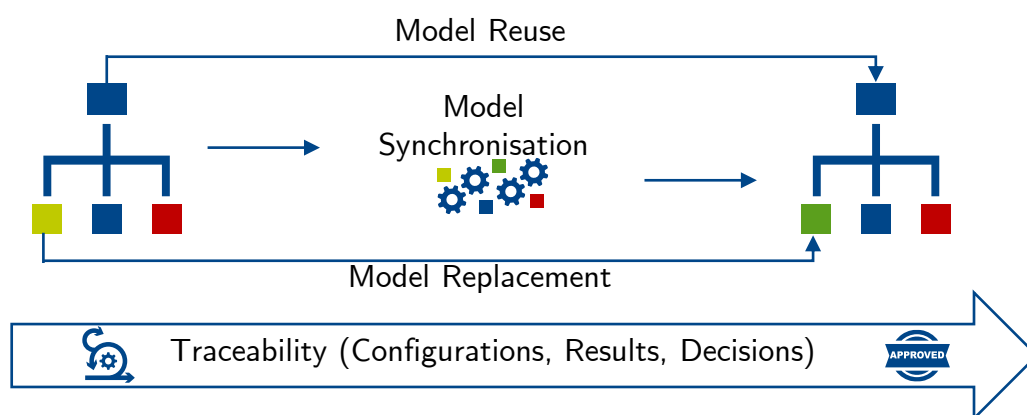 Model Reuse
Model
Synchronisation
Model Replacement
Traceability (Configurations, Results, Decisions)
APPROVED